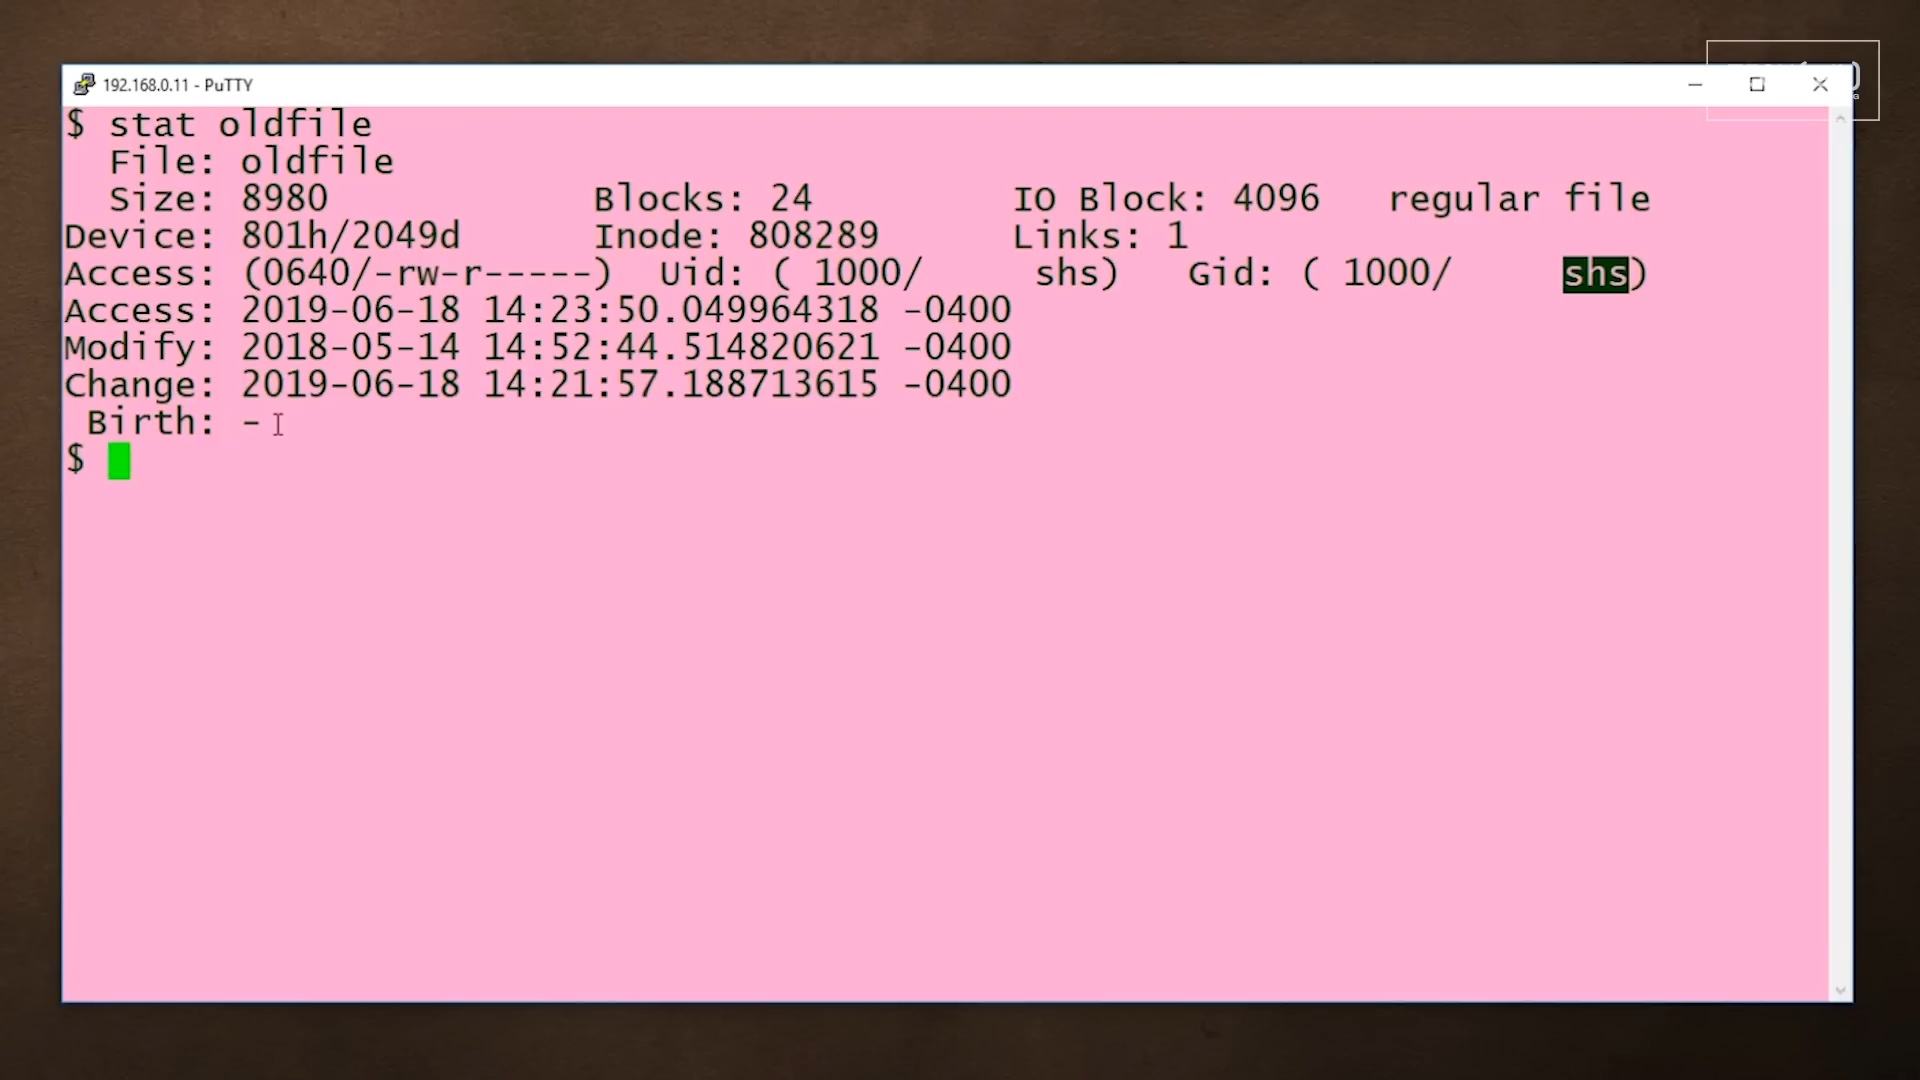 192.168.0.11 - PuTTY
$ stat oldfile
  File: oldfile
  Size: 8980            Blocks: 24         IO Block: 4096   regular file
Device: 801h/2049d      Inode: 808289      Links: 1
Access: (0640/-rw-r-----)  Uid: ( 1000/     shs)   Gid: ( 1000/     shs)
Access: 2019-06-18 14:23:50.049964318 -0400
Modify: 2018-05-14 14:52:44.514820621 -0400
Change: 2019-06-18 14:21:57.188713615 -0400
 Birth: -
$